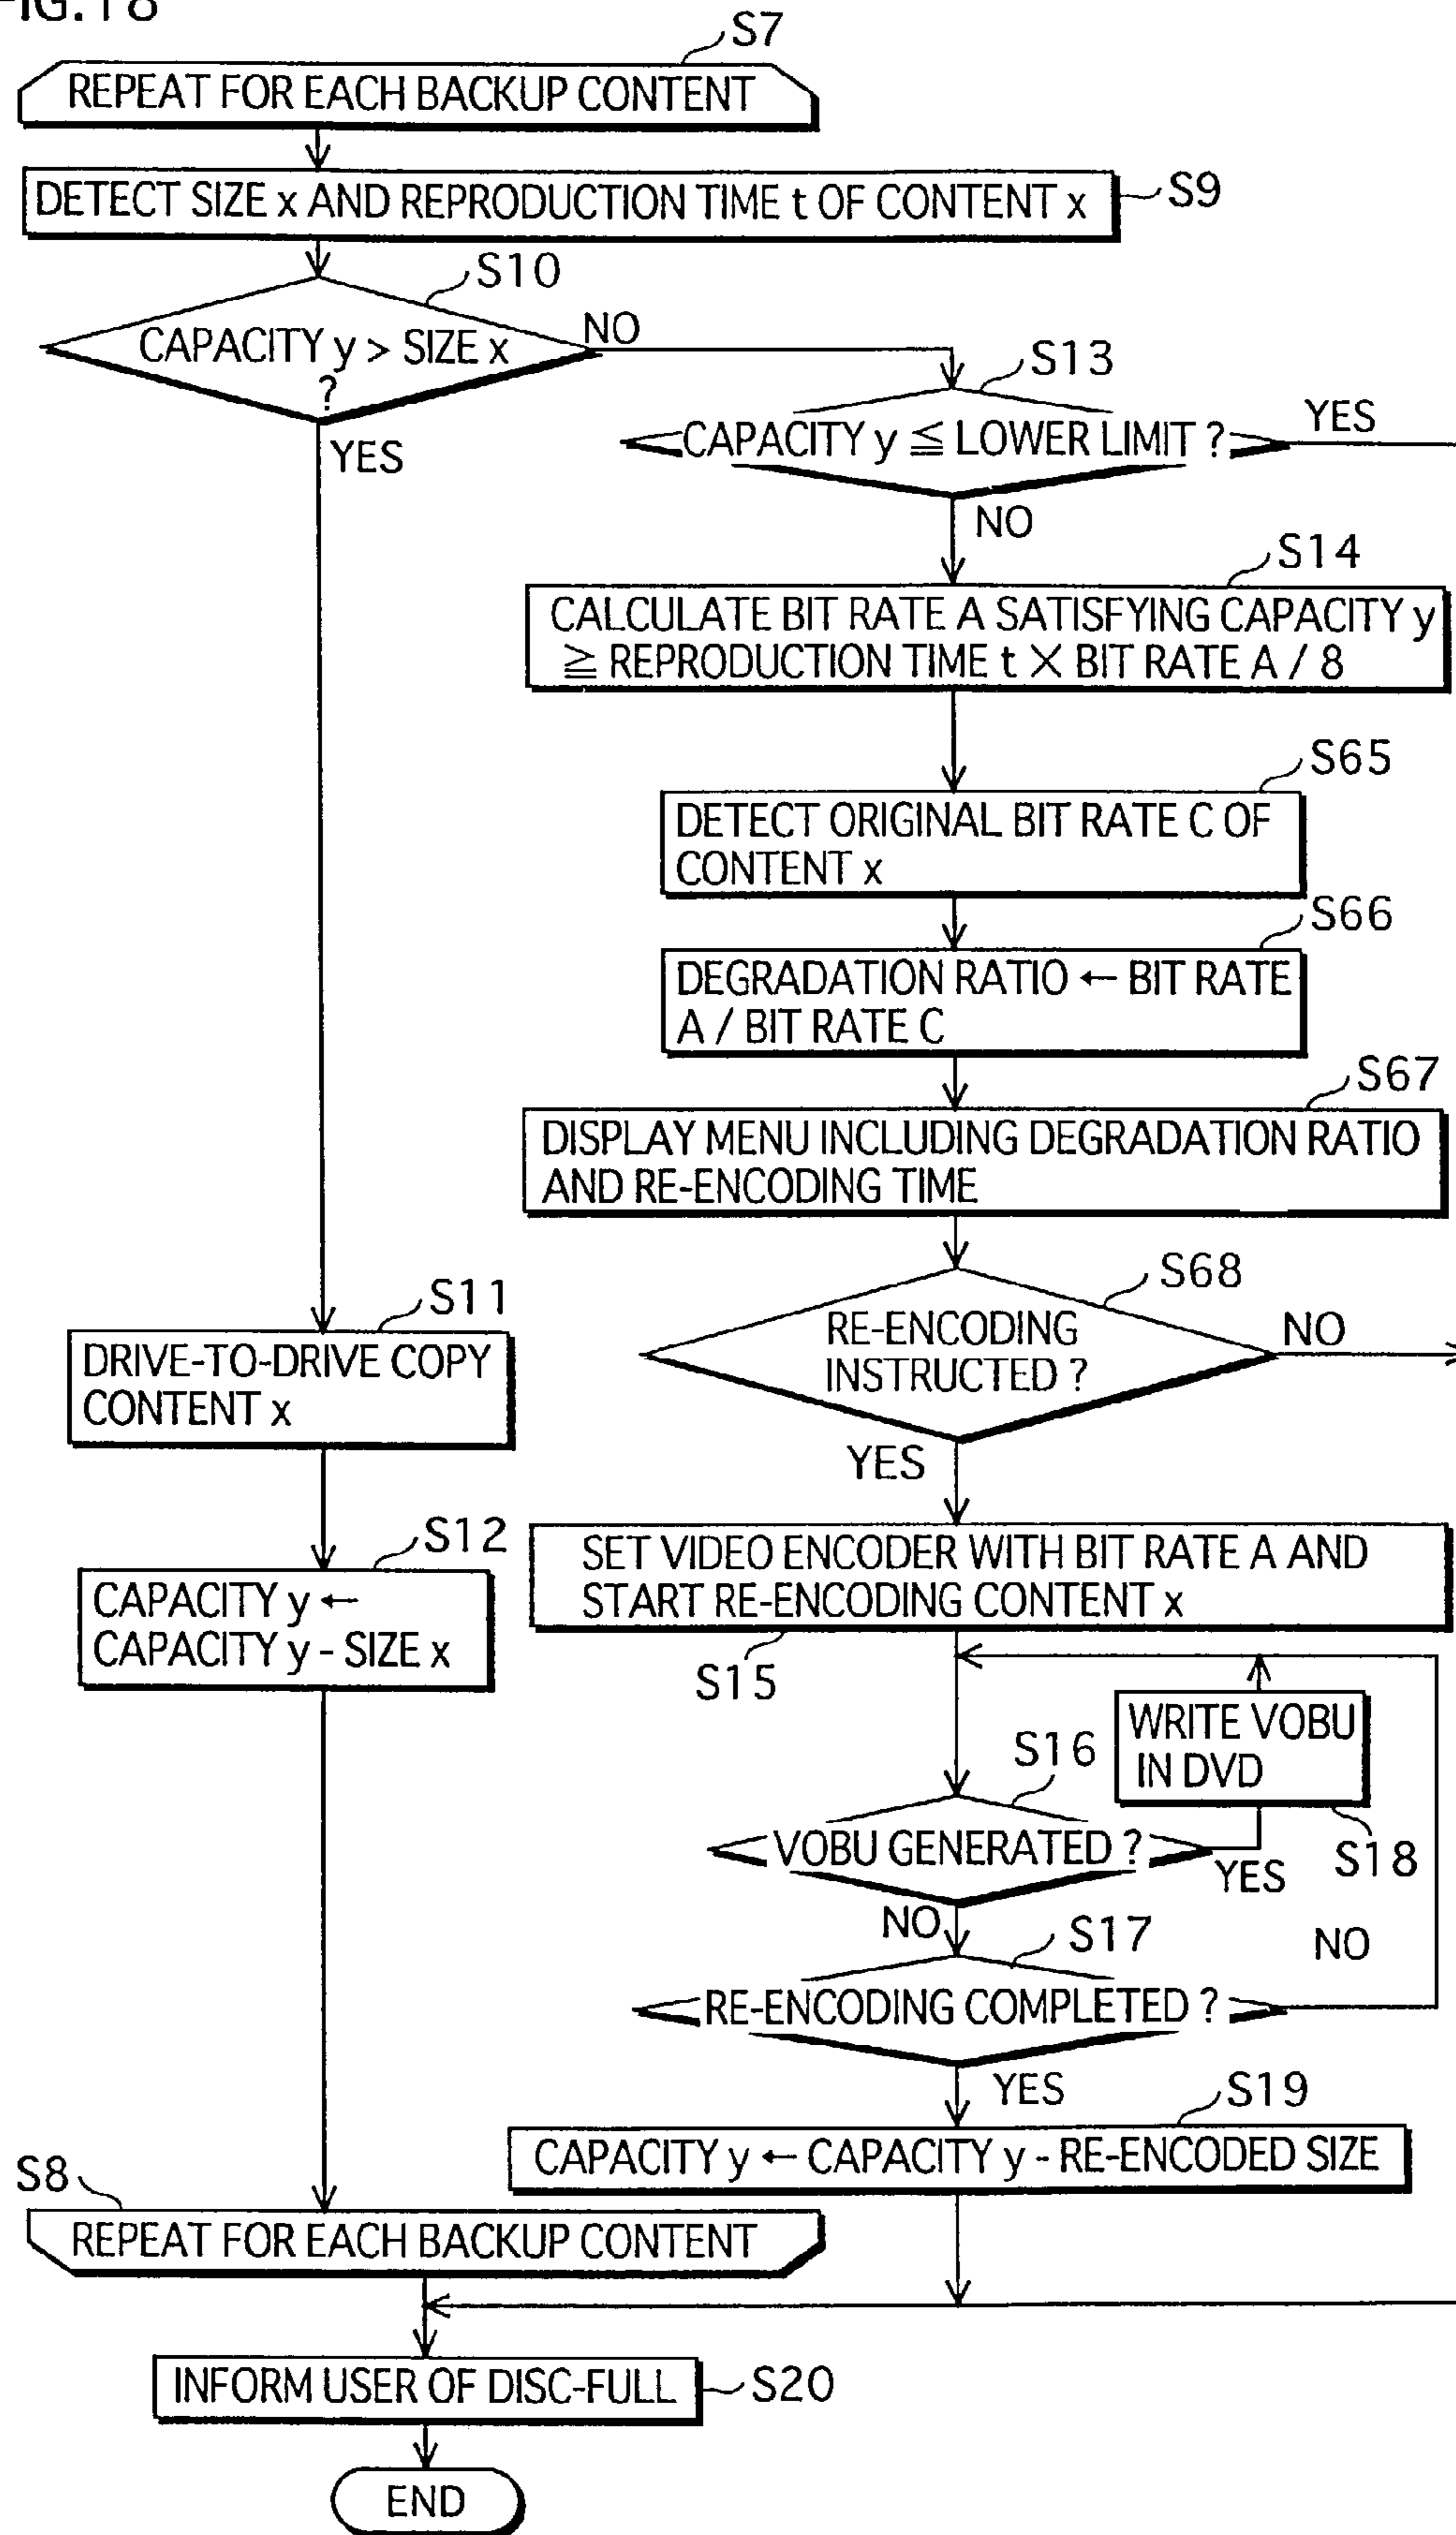 FIG.18
S7
REPEAT FOR EACH BACKUP CONTENT
DETECT SIZE x AND REPRODUCTION TIME t OF CONTENT x
S9
S10
CAPACITY y > SIZE x
?
NO
YES
S13
CAPACITY y ≦ LOWER LIMIT ?
YES
NO
S14
CALCULATE BIT RATE A SATISFYING CAPACITY y
≧ REPRODUCTION TIME t X BIT RATE A / 8
S65
DETECT ORIGINAL BIT RATE C OF
CONTENT x
S66
DEGRADATION RATIO ← BIT RATE
A / BIT RATE C
S67
DISPLAY MENU INCLUDING DEGRADATION RATIO
AND RE-ENCODING TIME
S68
RE-ENCODING
INSTRUCTED ?
NO
YES
S11
DRIVE-TO-DRIVE COPY
CONTENT x
S12
CAPACITY y ←
CAPACITY y - SIZE x
SET VIDEO ENCODER WITH BIT RATE A AND
START RE-ENCODING CONTENT x
S15
WRITE VOBU
IN DVD
S18
S16
VOBU GENERATED ?
YES
NO
S17
NO
RE-ENCODING COMPLETED ?
YES
S19
CAPACITY y ← CAPACITY y - RE-ENCODED SIZE
S8
REPEAT FOR EACH BACKUP CONTENT
INFORM USER OF DISC-FULL
S20
END